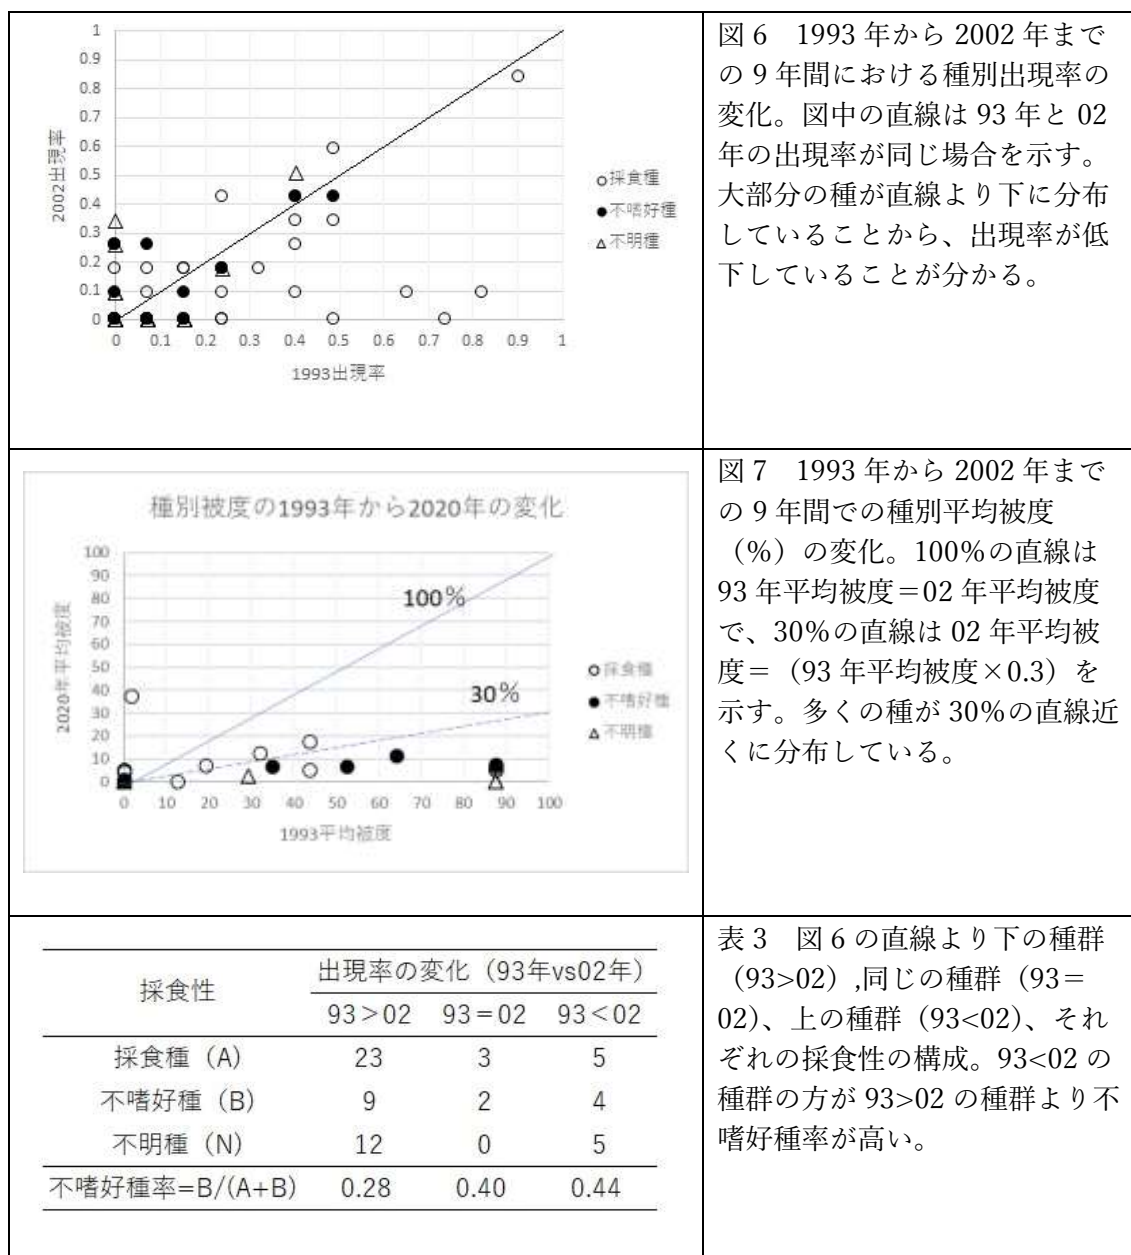 1
0.9
0.8
0.7
0.6
0.5
0.4
0.3
0.2
0.1
0
2002出現率
0 0.1 0.2 0.3 0.4 0.5 0.6 0.7 0.8 0.9 1
1993出現率
採食種
不嗜好種
不明種
図6 1993年から2002年まで
の9年間における種別出現率の
変化。図中の直線は93年と02
年の出現率が同じ場合を示す。
大部分の種が直線より下に分布
していることから、出現率が低
下していることが分かる。
種別被度の1993年から2020年の変化
100
90
80
70
60
50
40
30
20
10
0
2020年平均被度
100%
30%
0 10 20 30 40 50 60 70 80 90 100
1993平均被度
採食種
不嗜好種
不明種
図7 1993年から2002年まで
の9年間での種別平均被度
(%)の変化。100%の直線は
93年平均被度=02年平均被度
で、30%の直線は02年平均被
度=(93年平均被度×0.3)を
示す。多くの種が30%の直線近
くに分布している。
採食性 出現率の変化(93年vs02年)
93>02 93=02 93<02
採食種(A) 23 3 5
不嗜好種(B) 9 2 4
不明種(N) 12 0 5
不嗜好種率=B/(A+B) 0.28 0.40 0.44
表3 図6の直線より下の種群
(93>02),同じの種群(93=
02)、上の種群(93<02)、それ
ぞれの採食性の構成。93<02の
種群の方が93>02の種群より不
嗜好種率が高い。